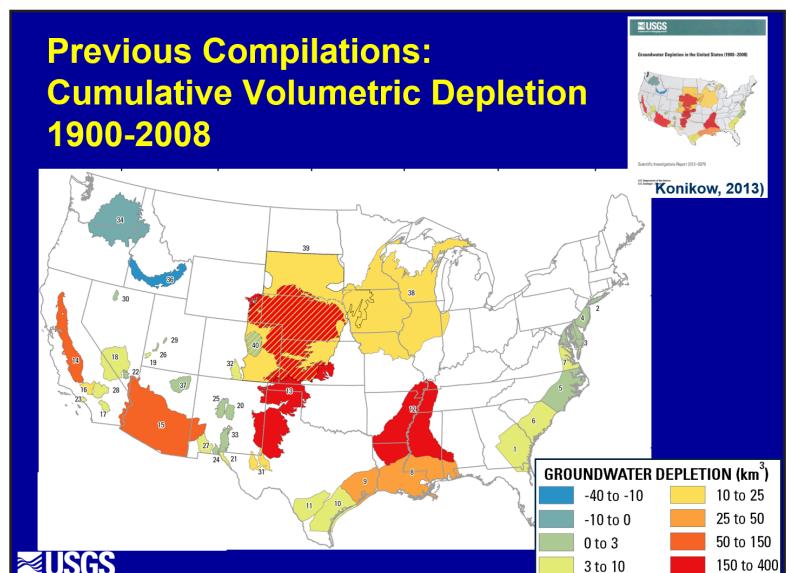 Previous Compilations:
Cumulative Volumetric Depletion
1900-2008
USGS
Groundwater Depletion in the United States (1900–2008)
Konikow, 2013)
34
36
39
38
30
2
4
3
40
14
18
29
26
19
32
7
22
37
16
28
13
5
23
17
15
25
20
12
6
33
27
24
21
31
1
9
8
11
10
GROUNDWATER DEPLETION (km³)
-40 to -10
10 to 25
-10 to 0
25 to 50
0 to 3
50 to 150
3 to 10
150 to 400
USGS